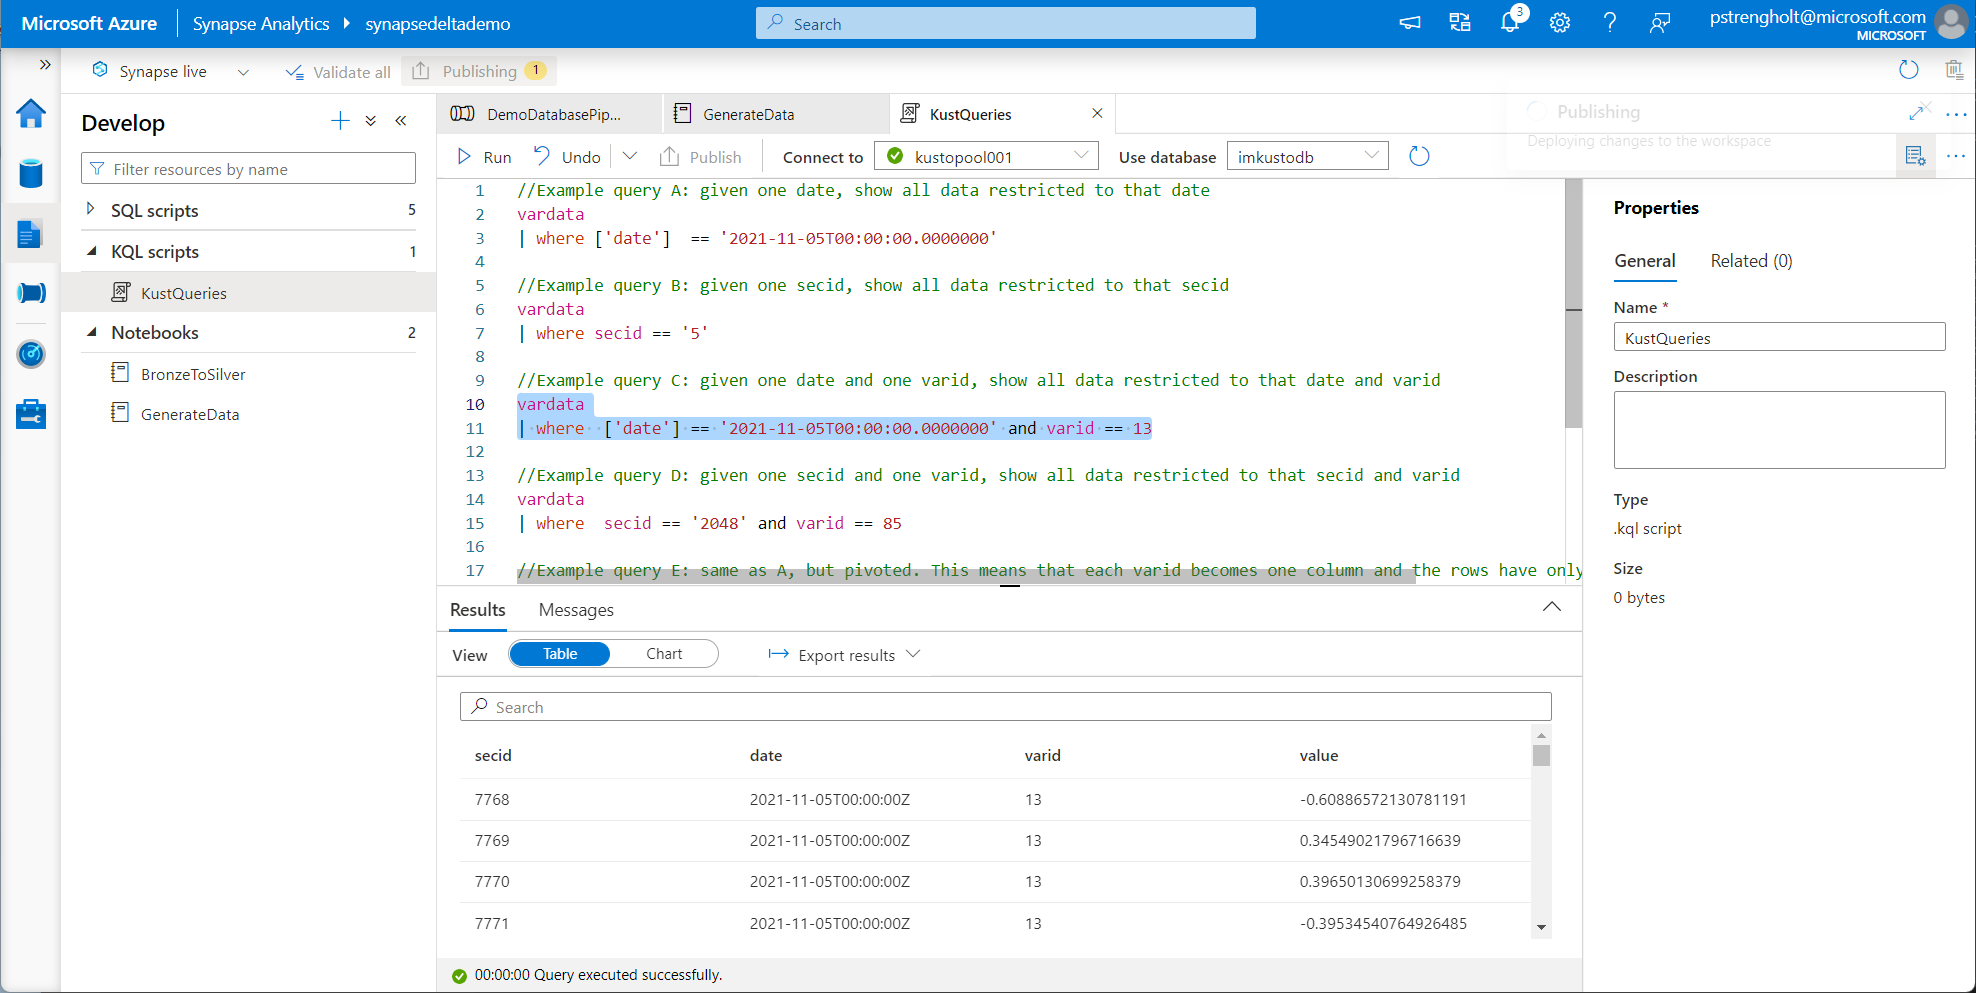 Microsoft Azure
Synapse Analytics
synapsedeltademo
Search
3
pstrengholt@microsoft.com
MICROSOFT
Synapse live
Validate all
Publishing 1
Develop
Filter resources by name
SQL scripts 5
KQL scripts 1
KustQueries
Notebooks 2
BronzeToSilver
GenerateData
DemoDatabasePip...
GenerateData
KustQueries
Publishing
Deploying changes to the workspace
Run
Undo
Publish
Connect to
kustopool001
Use database
imkustodb
1 //Example query A: given one date, show all data restricted to that date
2 vardata
3 | where ['date']  == '2021-11-05T00:00:00.0000000'
4
5 //Example query B: given one secid, show all data restricted to that secid
6 vardata
7 | where secid == '5'
8
9 //Example query C: given one date and one varid, show all data restricted to that date and varid
10 vardata
11 | where  ['date'] == '2021-11-05T00:00:00.0000000' and varid == 13
12
13 //Example query D: given one secid and one varid, show all data restricted to that secid and varid
14 vardata
15 | where  secid == '2048' and varid == 85
16
17 //Example query E: same as A, but pivoted. This means that each varid becomes one column and the rows have only
Results
Messages
View
Table
Chart
Export results
Search
secid date varid value
7768 2021-11-05T00:00:00Z 13 -0.60886572130781191
7769 2021-11-05T00:00:00Z 13 0.34549021796716639
7770 2021-11-05T00:00:00Z 13 0.39650130699258379
7771 2021-11-05T00:00:00Z 13 -0.39534540764926485
00:00:00 Query executed successfully.
Properties
General
Related (0)
Name *
KustQueries
Description
Type
.kql script
Size
0 bytes